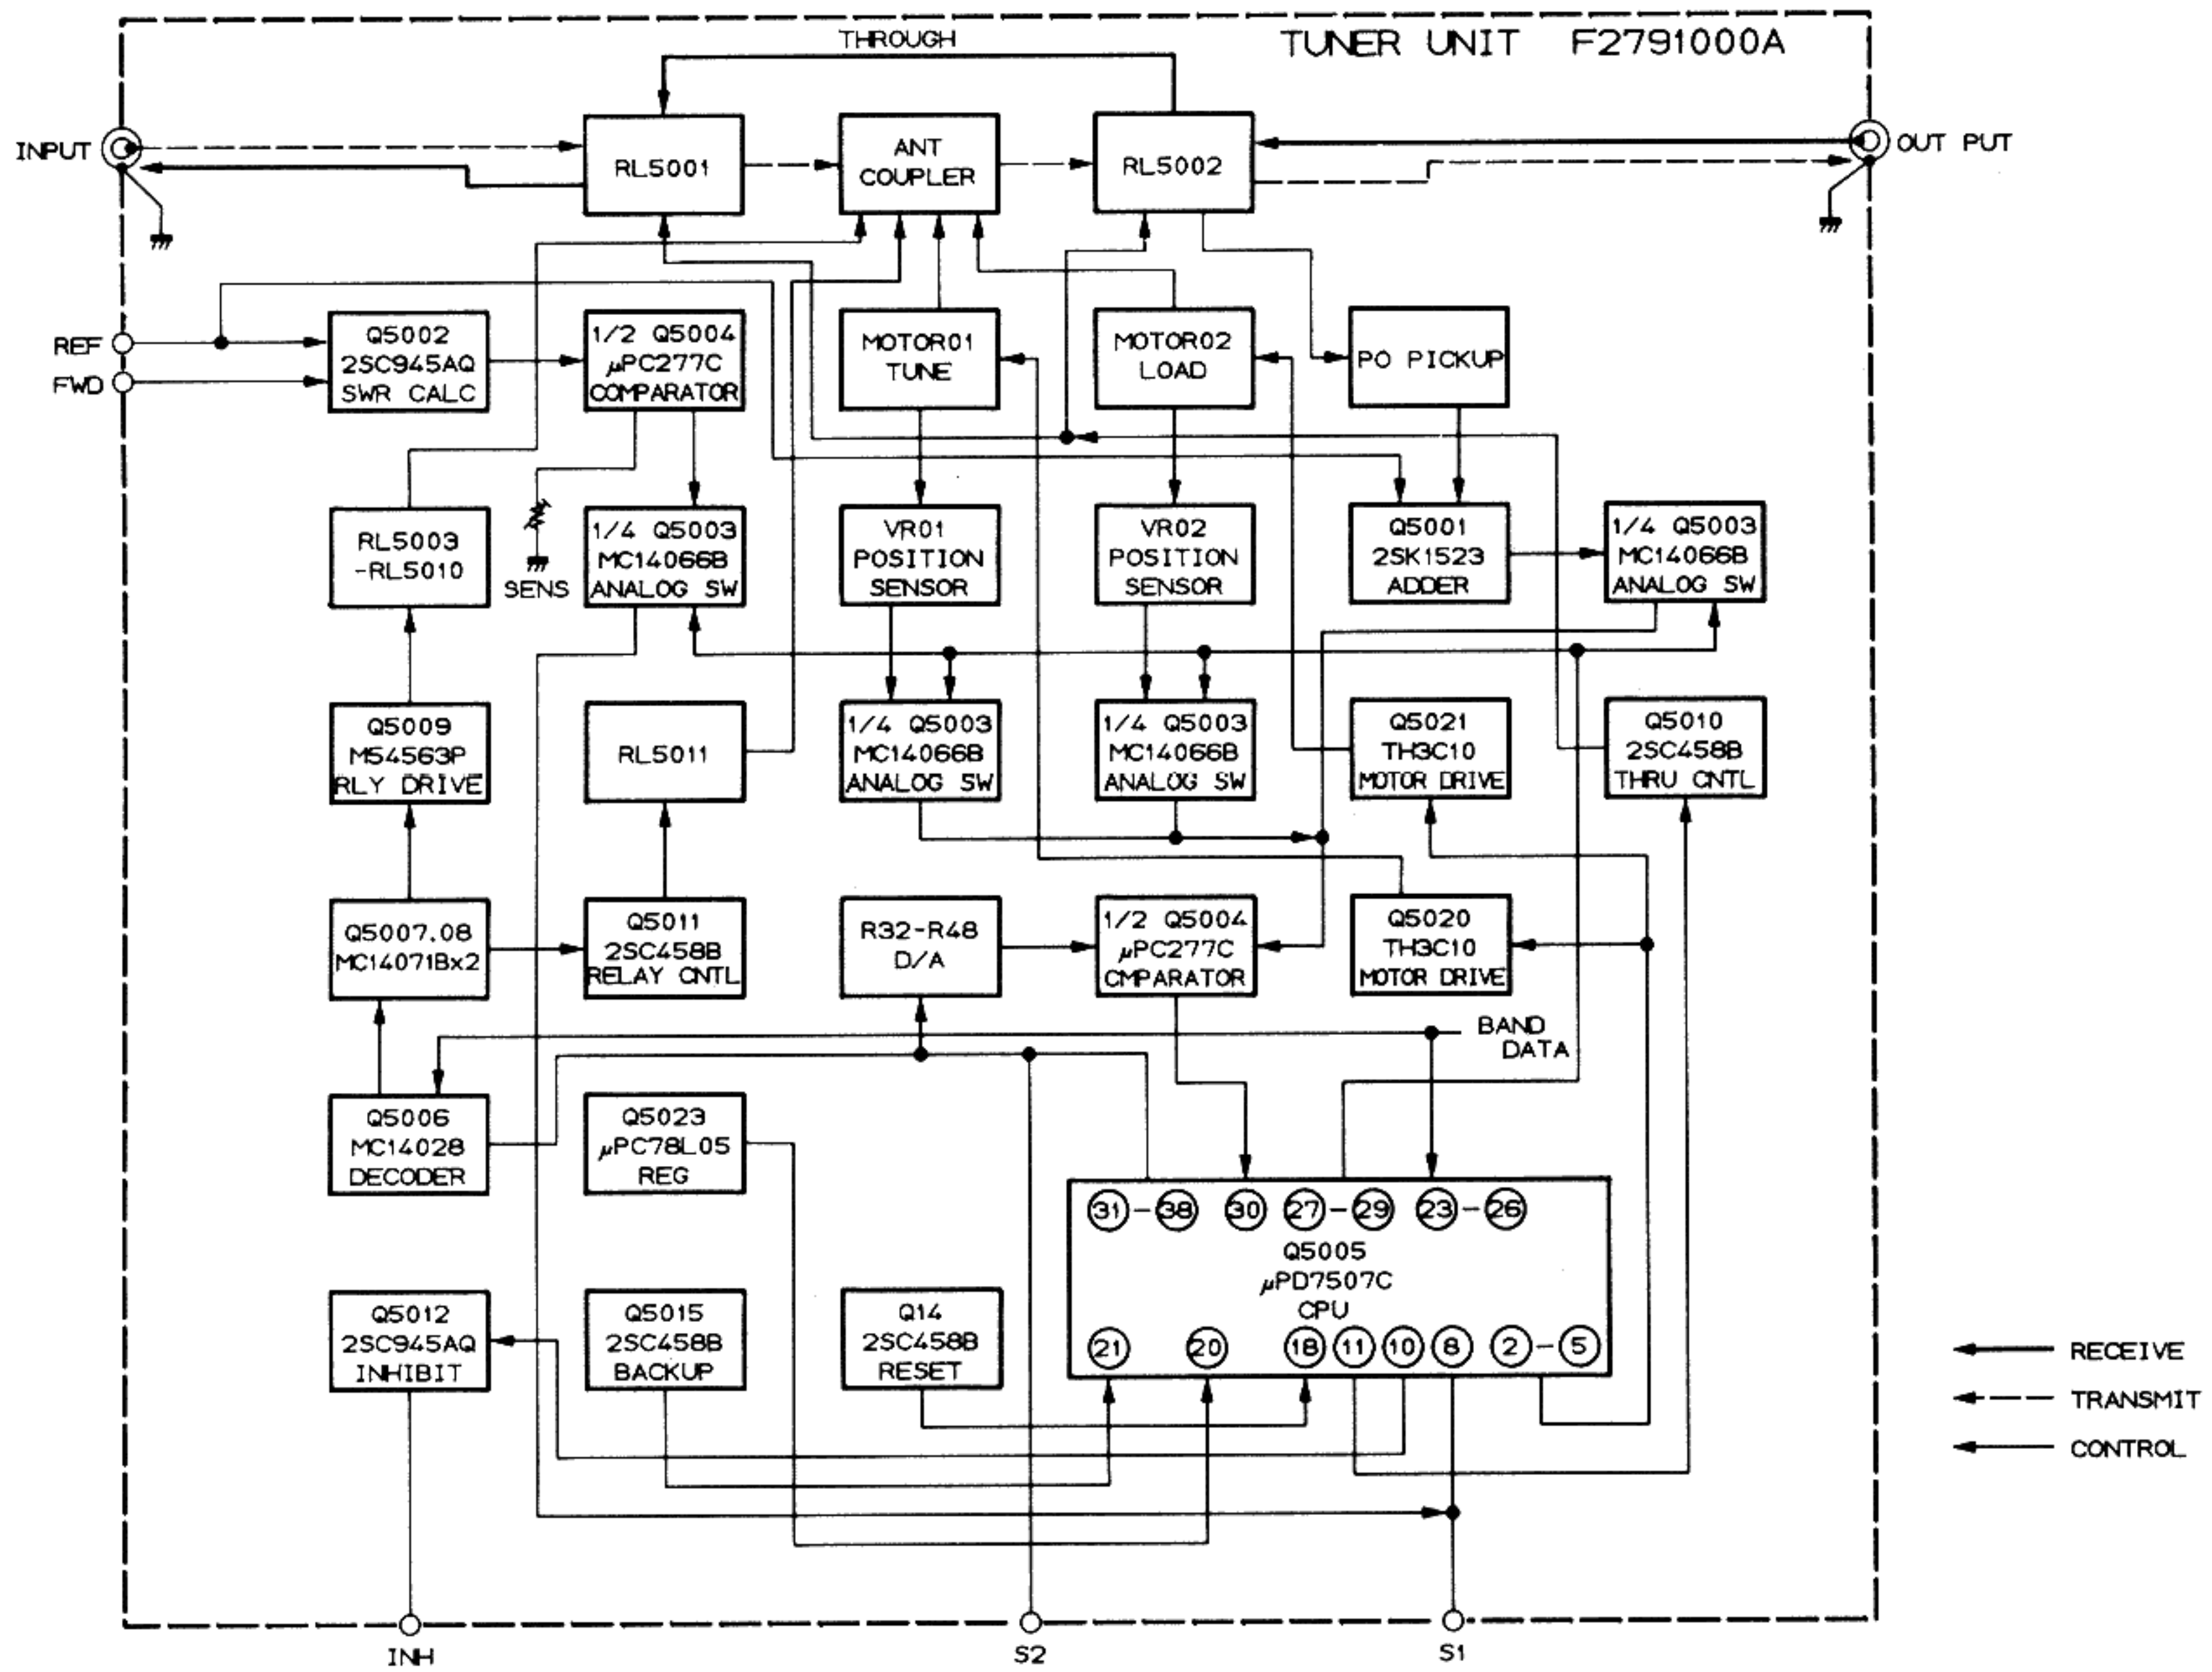 THROUGH
TUNER UNIT F2791000A
INPUT
RL5001
ANT
COUPLER
RL5002
OUT PUT
REF
FWD
Q5002
2SC945AQ
SWR CALC
1/2 Q5004
µPC277C
COMPARATOR
MOTOR01
TUNE
MOTOR02
LOAD
PO PICKUP
RL5003
-RL5010
SENS
1/4 Q5003
MC14066B
ANALOG SW
VR01
POSITION
SENSOR
VR02
POSITION
SENSOR
Q5001
2SK1523
ADDER
1/4 Q5003
MC14066B
ANALOG SW
Q5009
M54563P
RLY DRIVE
RL5011
1/4 Q5003
MC14066B
ANALOG SW
1/4 Q5003
MC14066B
ANALOG SW
Q5021
TH3C10
MOTOR DRIVE
Q5010
2SC458B
THRU CNTL
Q5007.08
MC14071Bx2
Q5011
2SC458B
RELAY CNTL
R32-R48
D/A
1/2 Q5004
µPC277C
CMPARATOR
Q5020
TH3C10
MOTOR DRIVE
BAND
DATA
Q5006
MC14028
DECODER
Q5023
µPC78L05
REG
31 - 38 30 27 - 29 23 - 26
Q5005
µPD7507C
CPU
21 20 18 11 10 8 2 - 5
Q5012
2SC945AQ
INHIBIT
Q5015
2SC458B
BACKUP
Q14
2SC458B
RESET
RECEIVE
TRANSMIT
CONTROL
INH
S2
S1